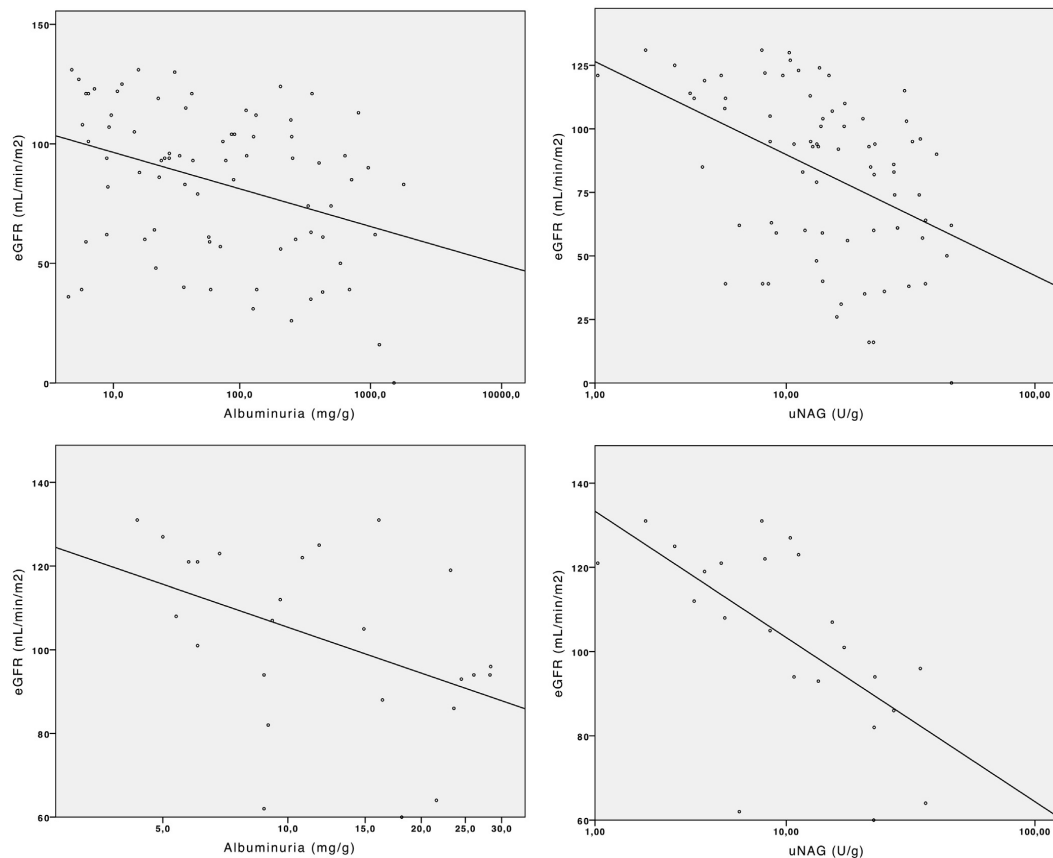 150
100
50
0
eGFR (mL/min/m2)
10,0 100,0 1000,0 10000,0
Albuminuria (mg/g)
125
100
75
50
25
0
eGFR (mL/min/m2)
1,00 10,00 100,00
uNAG (U/g)
140
120
100
80
60
eGFR (mL/min/m2)
5,0 10,0 15,0 20,0 25,0 30,0
Albuminuria (mg/g)
140
120
100
80
60
eGFR (mL/min/m2)
1,00 10,00 100,00
uNAG (U/g)